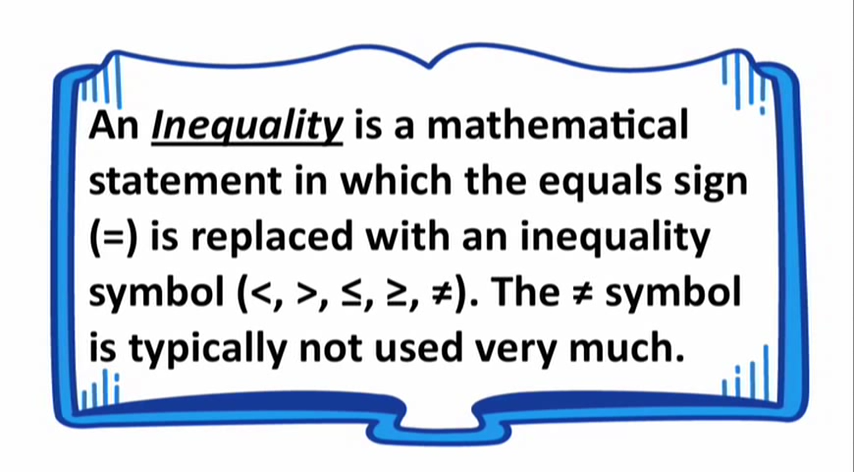 An Inequality is a mathematical
statement in which the equals sign
(=) is replaced with an inequality
symbol (<, >, ≤, ≥, ≠). The ≠ symbol
is typically not used very much.